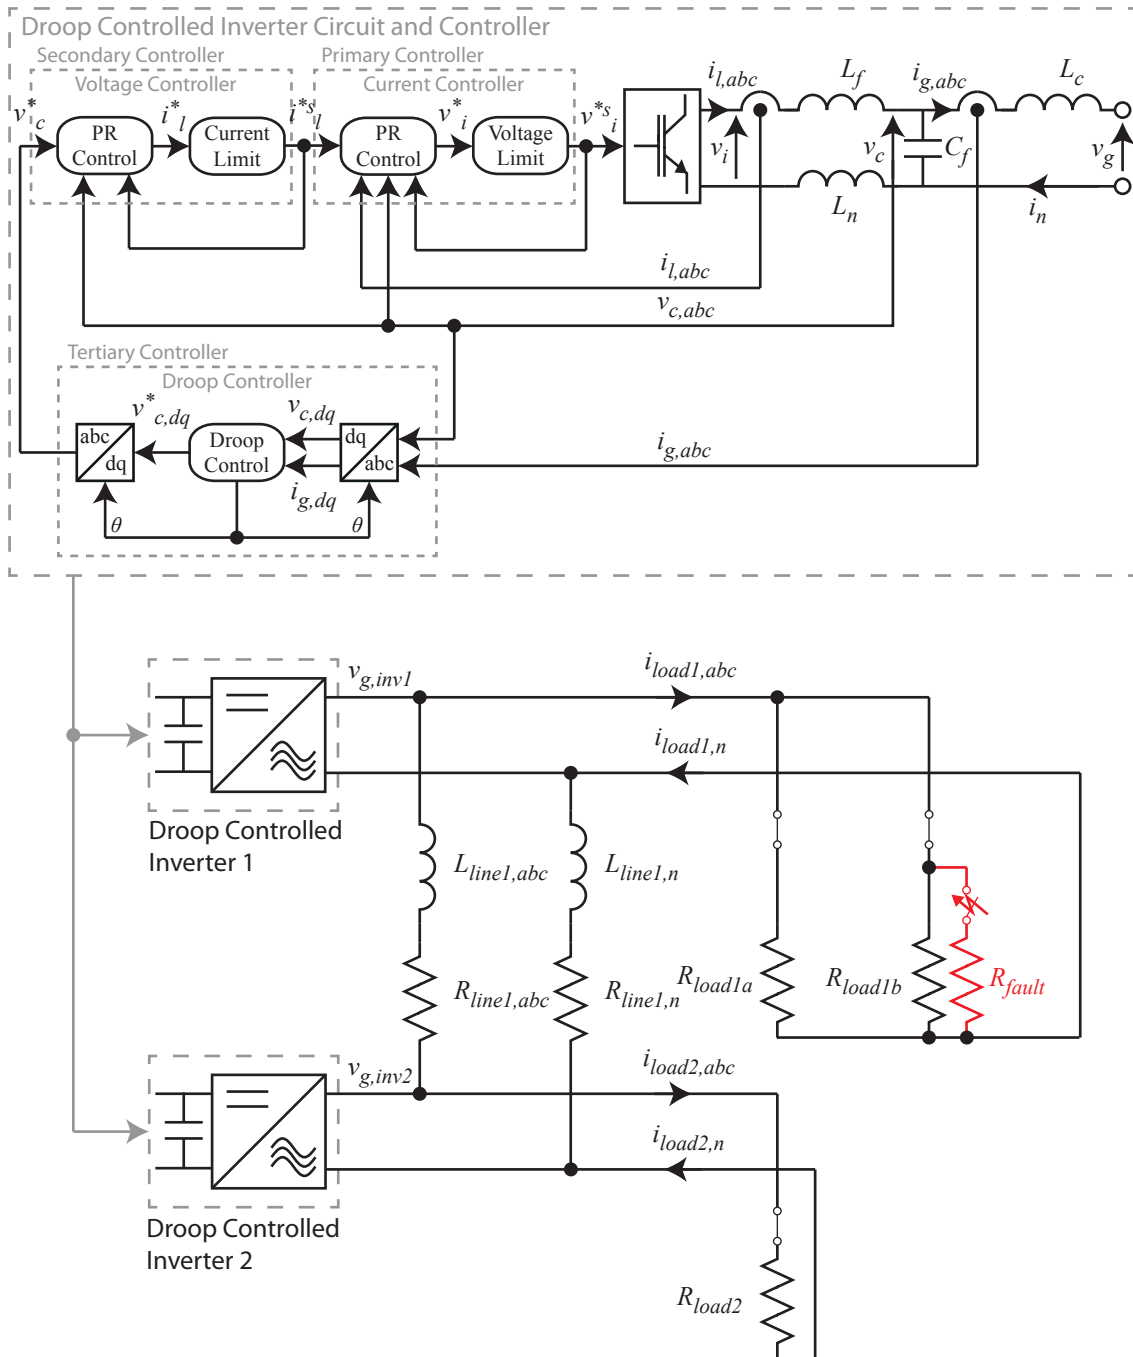 Droop Controlled Inverter Circuit and Controller
Secondary Controller
Primary Controller
Voltage Controller
Current Controller
v*c
PR Control
i*l
Current Limit
i*sl
PR Control
v*i
Voltage Limit
v*si
il,abc
Lf
ig,abc
Lc
vi
vc
Cf
vg
Ln
in
il,abc
vc,abc
Tertiary Controller
Droop Controller
v*c,dq
vc,dq
abc
dq
Droop Control
dq
abc
ig,dq
ig,abc
θ
θ
vg,inv1
iload1,abc
iload1,n
Droop Controlled
Inverter 1
Lline1,abc
Lline1,n
Rline1,abc
Rline1,n
Rload1a
Rload1b
Rfault
vg,inv2
iload2,abc
iload2,n
Droop Controlled
Inverter 2
Rload2